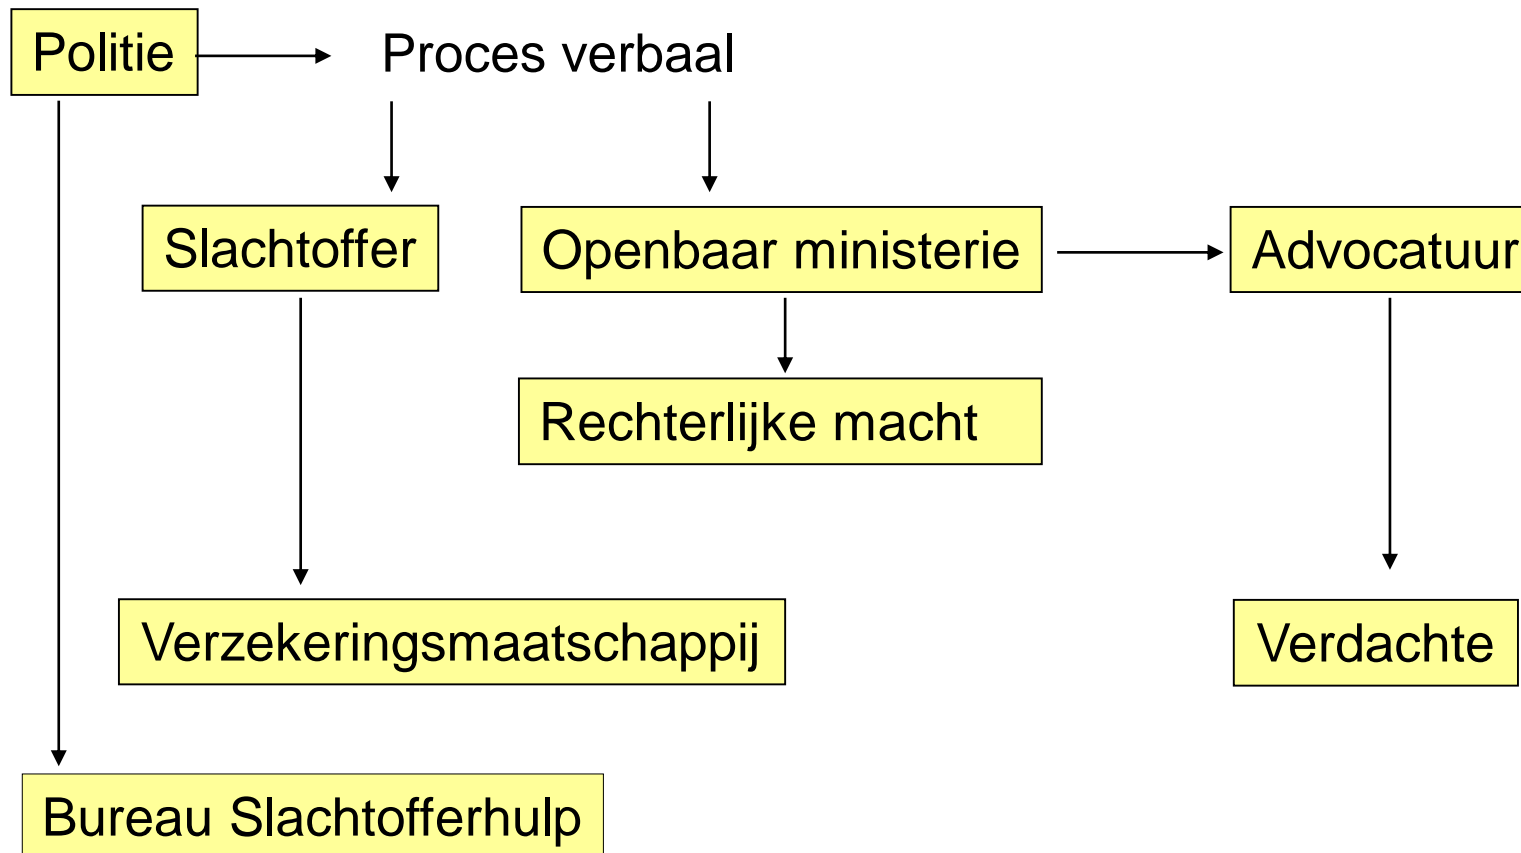 Politie
Proces verbaal
Slachtoffer
Openbaar ministerie
Advocatuur
Rechterlijke macht
Verzekeringsmaatschappij
Verdachte
Bureau Slachtofferhulp